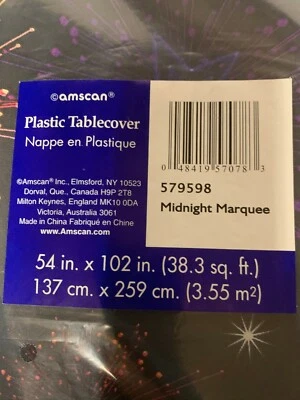 ©amscan®
Plastic Tablecover
Nappe en Plastique
©Amscan® Inc., Elmsford, NY 10523
Dorval, Que., Canada H9P 2T8
Milton Keynes, England MK10 0DA
Victoria, Australia 3061
Made in China Fabriqué en Chine
www.Amscan.com
0 48419 57078 3
579598
Midnight Marquee
54 in. x 102 in. (38.3 sq. ft.)
137 cm. x 259 cm. (3.55 m²)